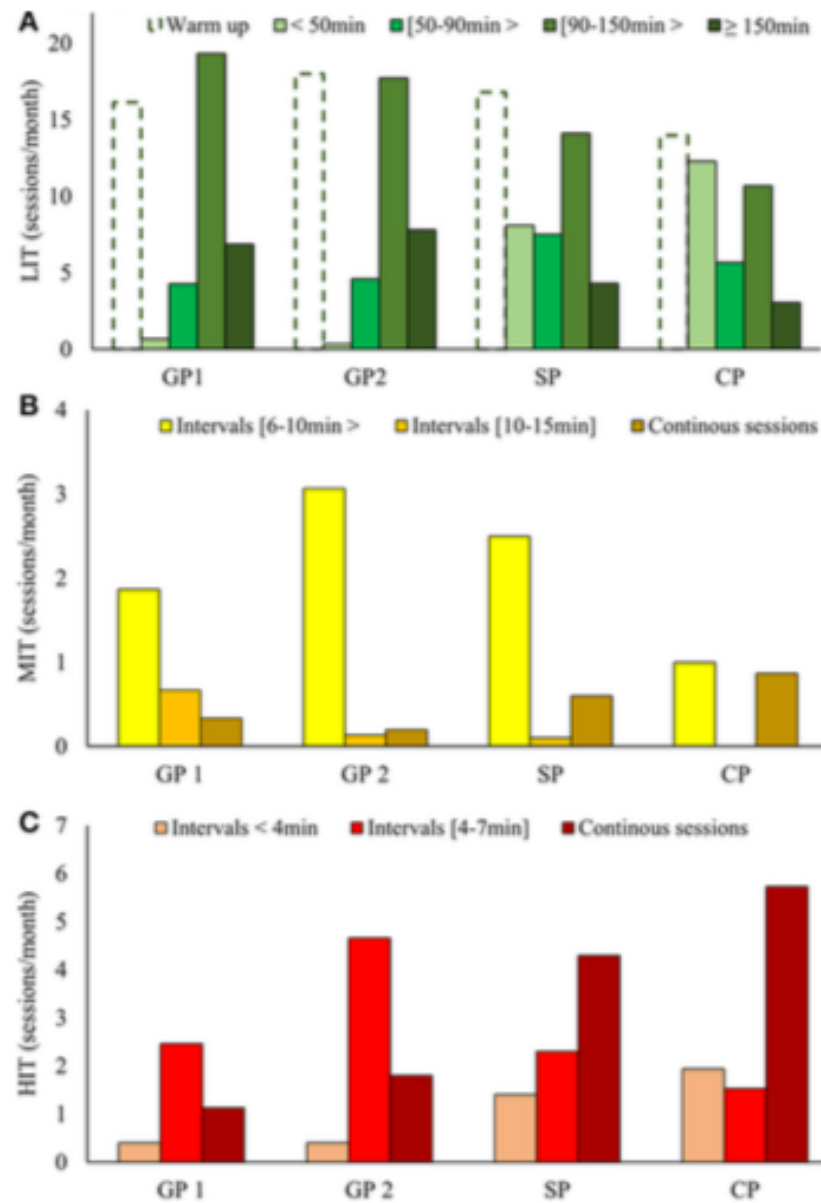 A
Warm up < 50min [50-90min > [90-150min > ≥ 150min
20
15
10
5
0
LIT (sessions/month)
GP1 GP2 SP CP
B
Intervals [6-10min > Intervals [10-15min] Continous sessions
4
3
2
1
0
MIT (sessions/month)
GP 1 GP 2 SP CP
C
Intervals < 4min Intervals [4-7min] Continous sessions
7
6
5
4
3
2
1
0
HIT (sessions/month)
GP 1 GP 2 SP CP